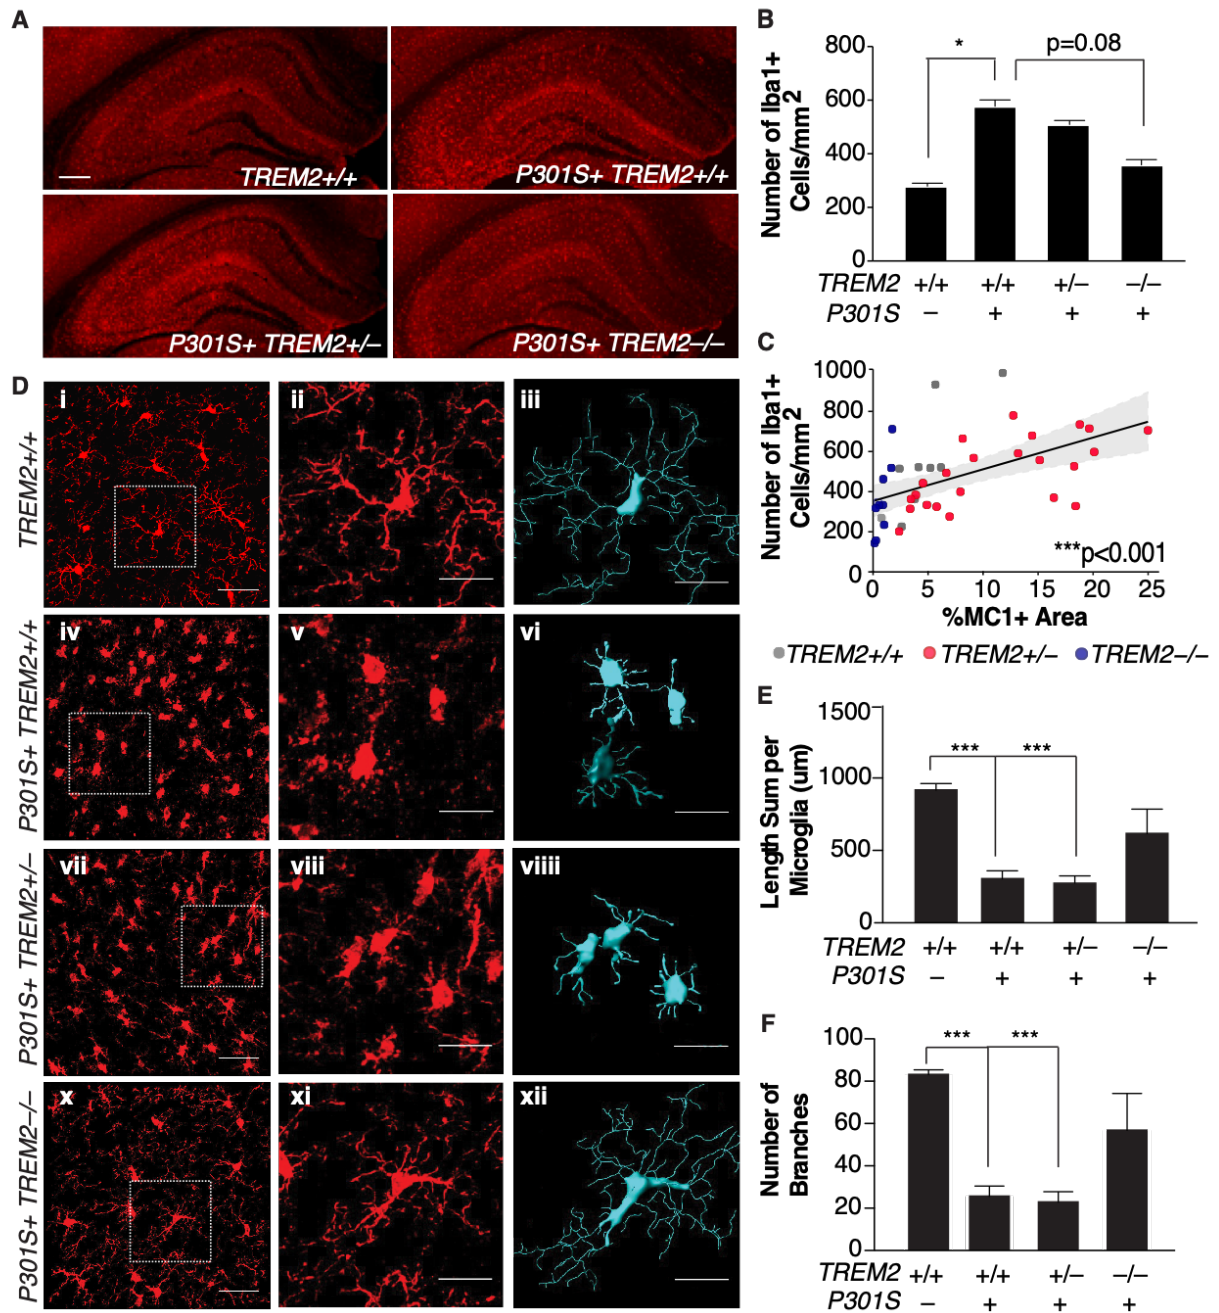 A
TREM2+/+
P301S+ TREM2+/+
P301S+ TREM2+/–
P301S+ TREM2–/–
B
Number of Iba1+
Cells/mm2
800
600
400
200
0
*
p=0.08
TREM2 +/+ +/+ +/– –/–
P301S – + + +
C
Number of Iba1+
Cells/mm2
1000
800
600
400
200
0
***p<0.001
0 5 10 15 20 25
%MC1+ Area
TREM2+/+ TREM2+/– TREM2–/–
D
TREM2+/+
i ii iii
P301S+ TREM2+/+
iv v vi
P301S+ TREM2+/–
vii viii viiii
P301S+ TREM2–/–
x xi xii
E
Length Sum per
Microglia (um)
1500
1000
500
0
*** ***
TREM2 +/+ +/+ +/– –/–
P301S – + + +
F
Number of
Branches
100
80
60
40
20
0
*** ***
TREM2 +/+ +/+ +/– –/–
P301S – + + +